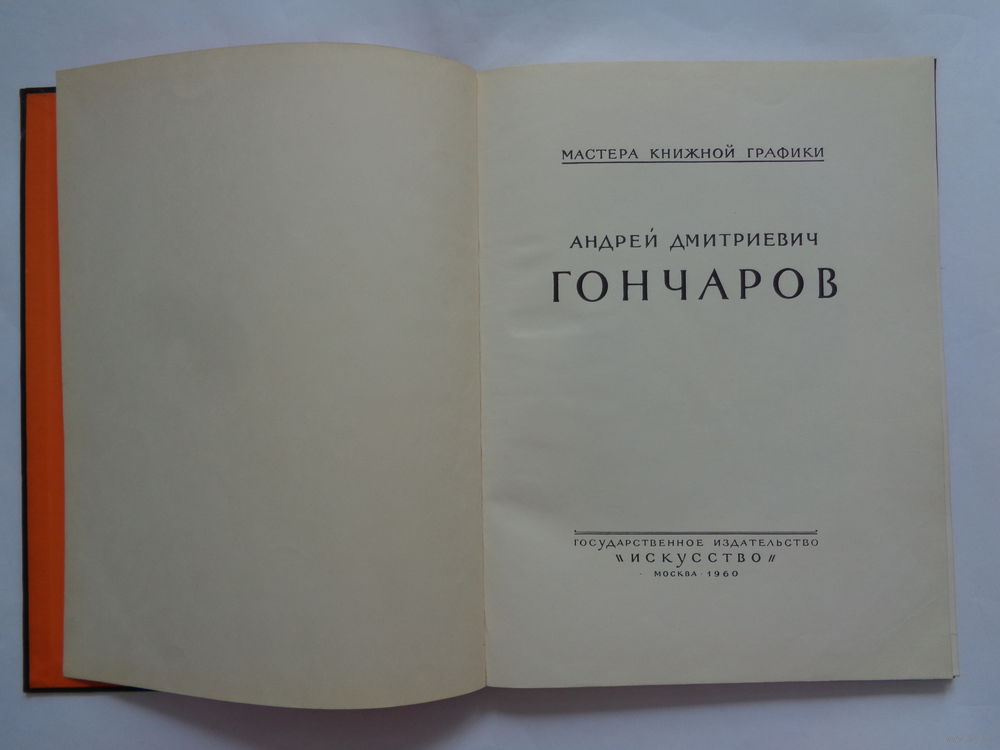 МАСТЕРА КНИЖНОЙ ГРАФИКИ
АНДРЕЙ ДМИТРИЕВИЧ
ГОНЧАРОВ
ГОСУДАРСТВЕННОЕ ИЗДАТЕЛЬСТВО
"ИСКУССТВО"
· МОСКВА · 1960